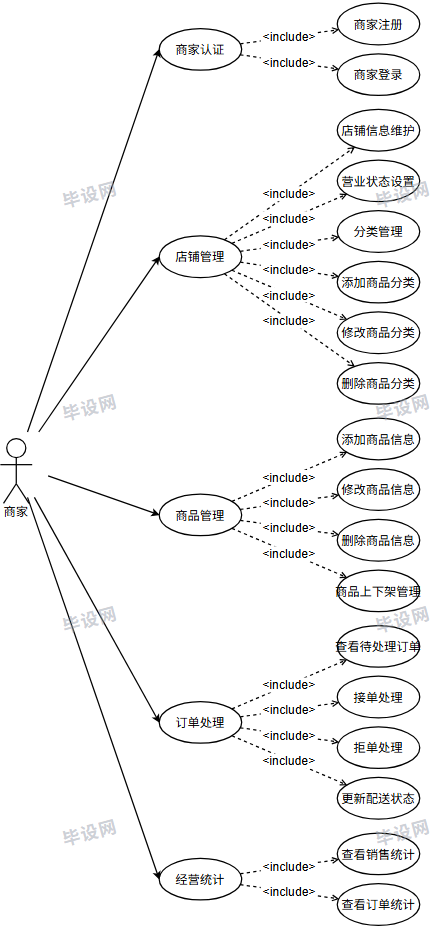 商家注册
<include>
商家认证
<include>
商家登录
店铺信息维护
毕设网
<include>
营业状态设置
毕设网
<include>
分类管理
<include>
店铺管理
<include>
添加商品分类
<include>
修改商品分类
<include>
删除商品分类
毕设网
毕设网
添加商品信息
<include>
修改商品信息
<include>
商家
商品管理
<include>
删除商品信息
<include>
商品上下架管理
毕设网
毕设网
查看待处理订单
<include>
接单处理
<include>
订单处理
<include>
拒单处理
<include>
更新配送状态
毕设网
毕设网
查看销售统计
<include>
经营统计
<include>
查看订单统计